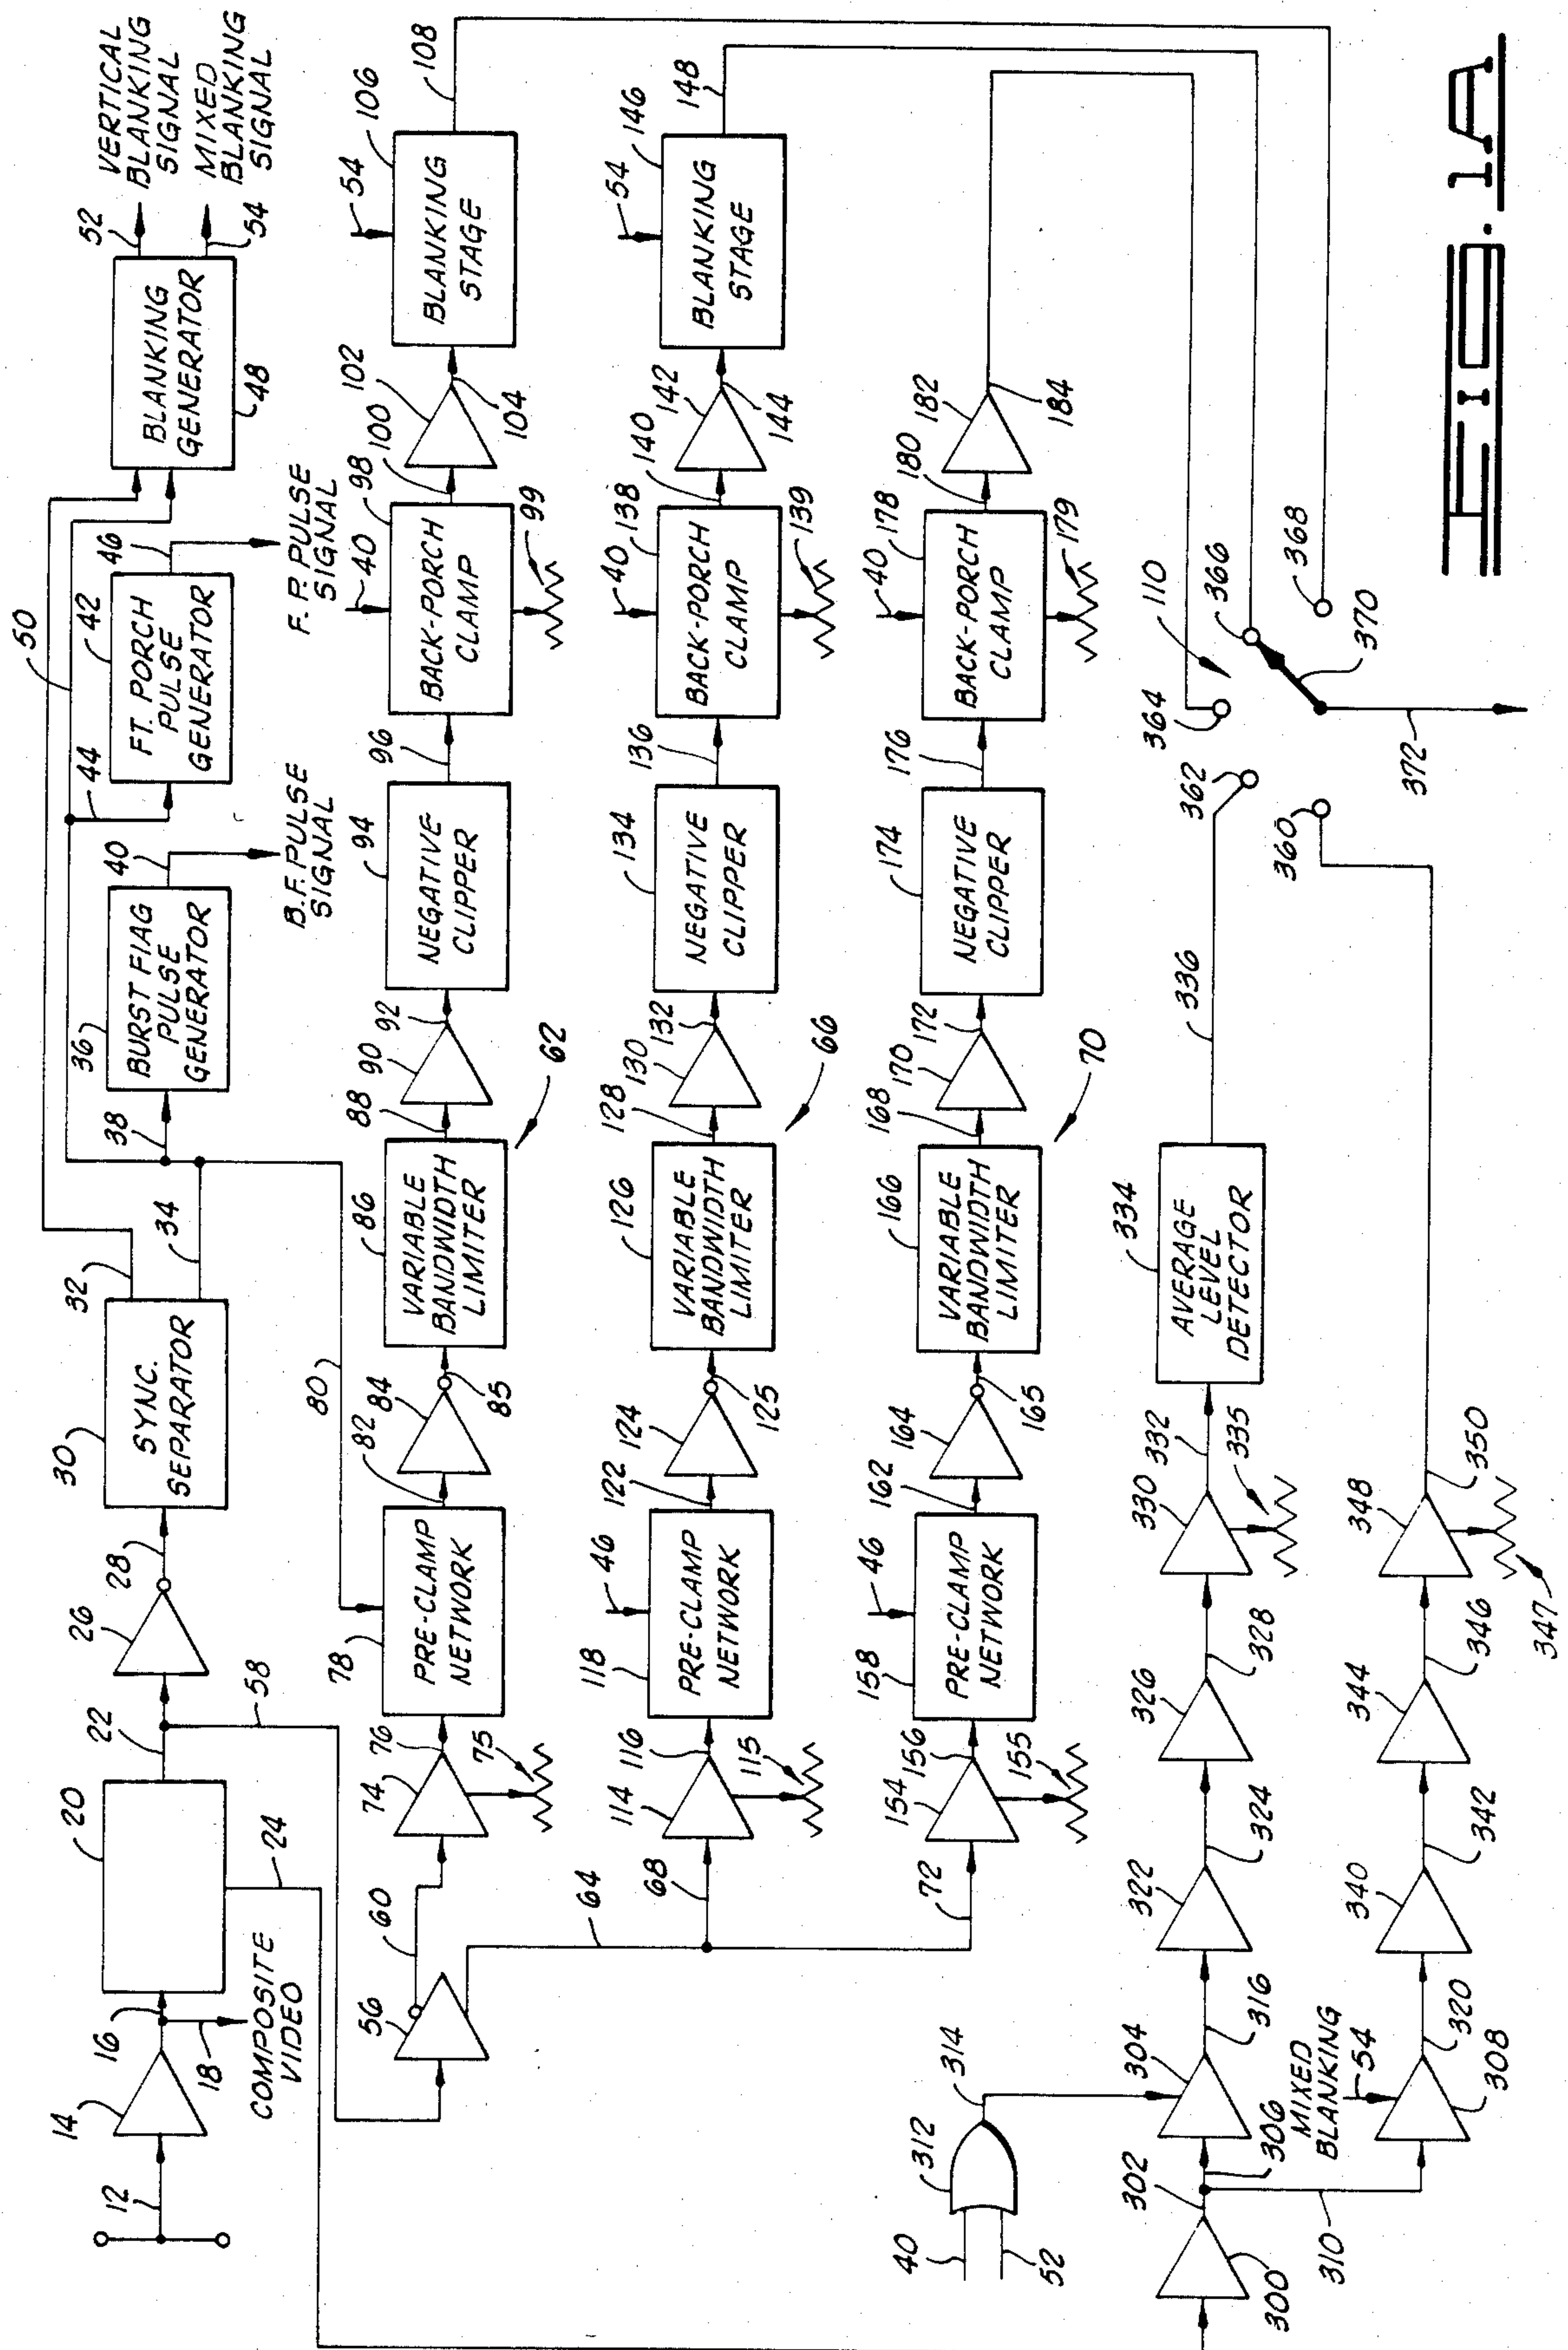 12
14
16
18
COMPOSITE
VIDEO
20
22
24
26
28
58
30
SYNC.
SEPARATOR
32
34
50
36
38
BURST FIAG
PULSE
GENERATOR
40
B.F. PULSE
SIGNAL
44
42
FT. PORCH
PULSE
GENERATOR
46
F. P. PULSE
SIGNAL
BLANKING
GENERATOR
48
52
54
VERTICAL
BLANKING
SIGNAL
MIXED
BLANKING
SIGNAL
56
60
64
74
75
76
78
80
PRE-CLAMP
NETWORK
82
84
85
86
VARIABLE
BANDWIDTH
LIMITER
62
88
90
92
94
NEGATIVE
CLIPPER
96
40
98
BACK-PORCH
CLAMP
99
100
102
104
54
106
BLANKING
STAGE
108
68
114
115
116
118
46
PRE-CLAMP
NETWORK
122
124
125
126
VARIABLE
BANDWIDTH
LIMITER
66
128
130
132
134
NEGATIVE
CLIPPER
136
40
138
BACK-PORCH
CLAMP
139
140
142
144
54
146
BLANKING
STAGE
148
72
154
155
156
158
46
PRE-CLAMP
NETWORK
162
164
165
166
VARIABLE
BANDWIDTH
LIMITER
70
168
170
172
174
NEGATIVE
CLIPPER
176
40
178
BACK-PORCH
CLAMP
179
180
182
184
40
52
312
314
300
302
304
306
310
316
322
324
326
328
330
332
335
334
AVERAGE
LEVEL
DETECTOR
336
MIXED
BLANKING
54
308
320
340
342
344
346
347
348
350
360
362
364
110
366
368
370
372
FIG. 1A